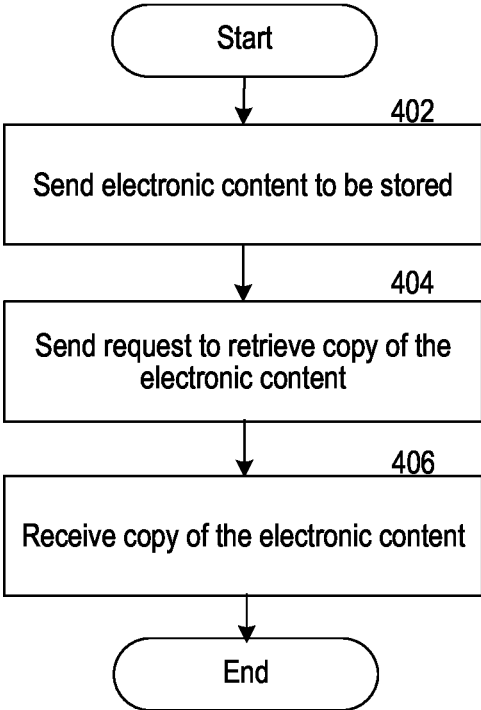 Start
402
Send electronic content to be stored
404
Send request to retrieve copy of the
electronic content
406
Receive copy of the electronic content
End